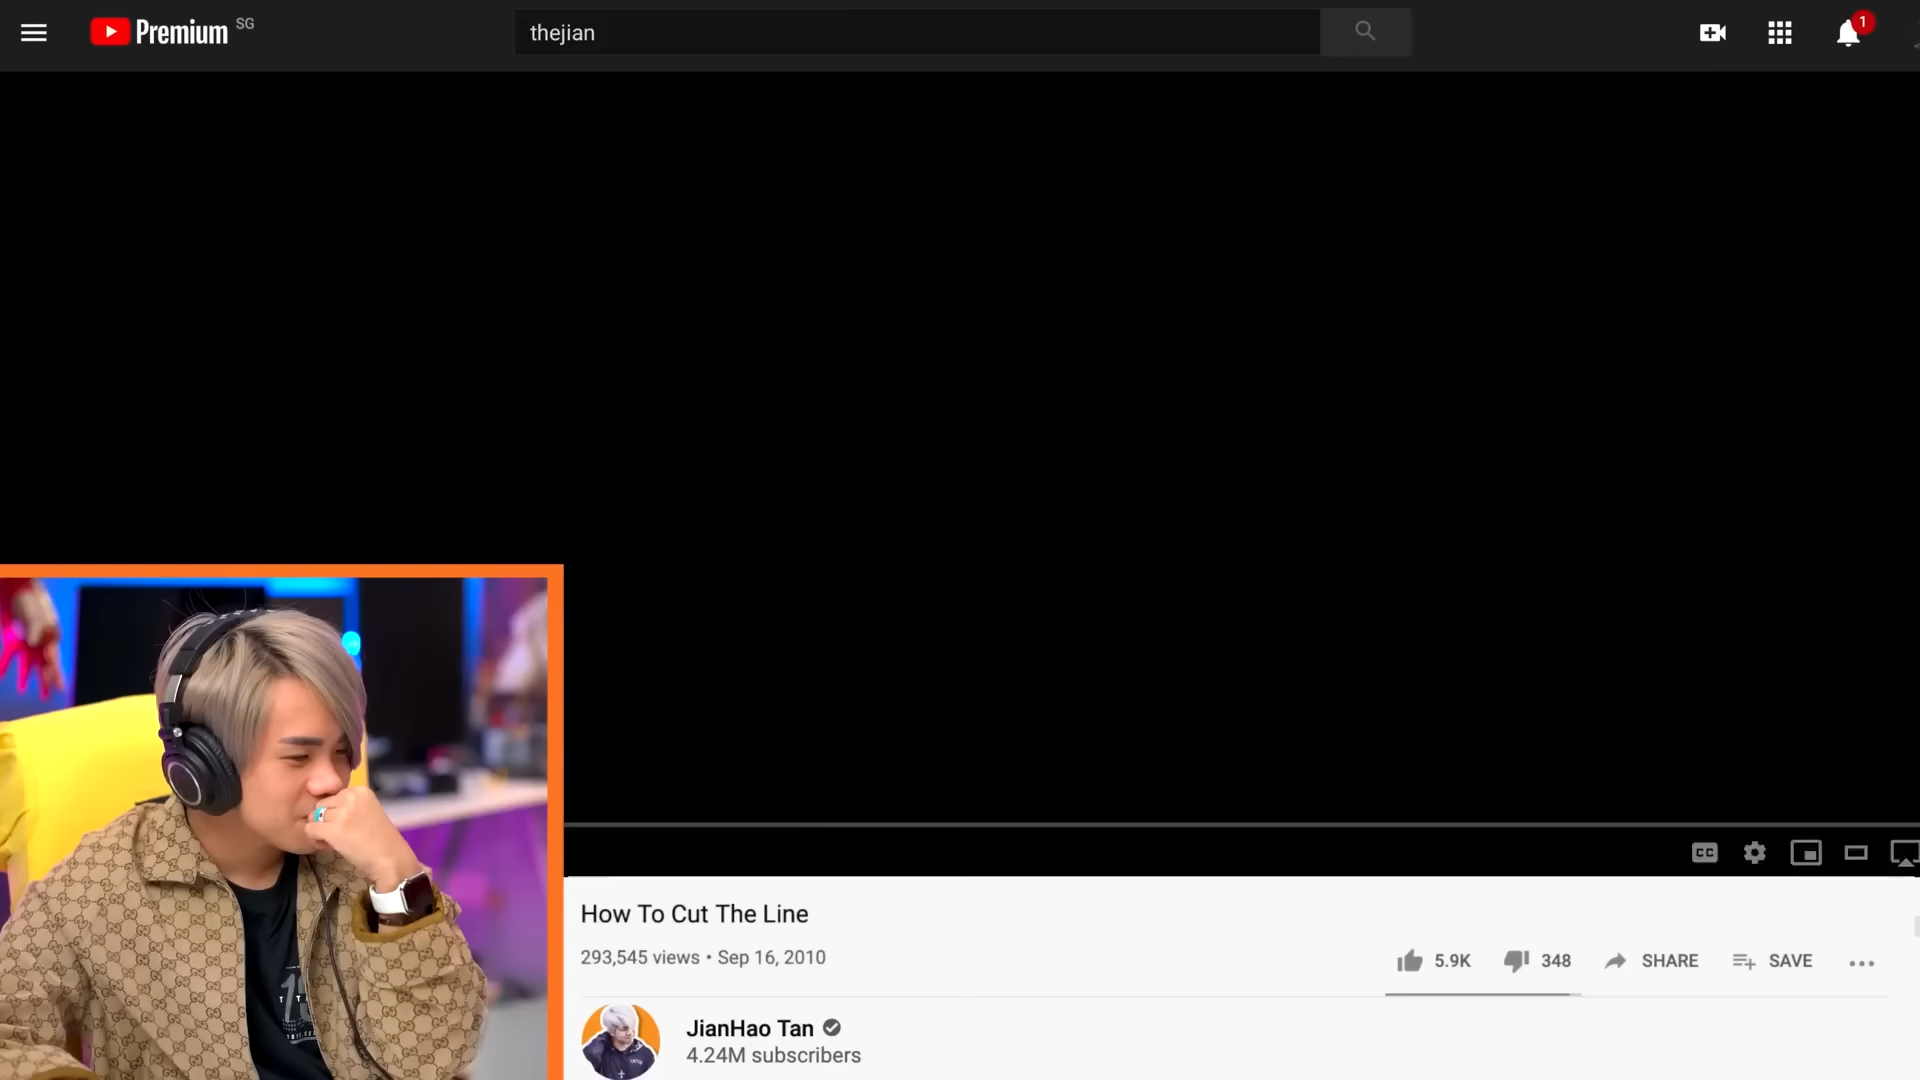 Premium SG
thejian
1
CC
How To Cut The Line
293,545 views • Sep 16, 2010
5.9K
348
SHARE
SAVE
JianHao Tan
4.24M subscribers